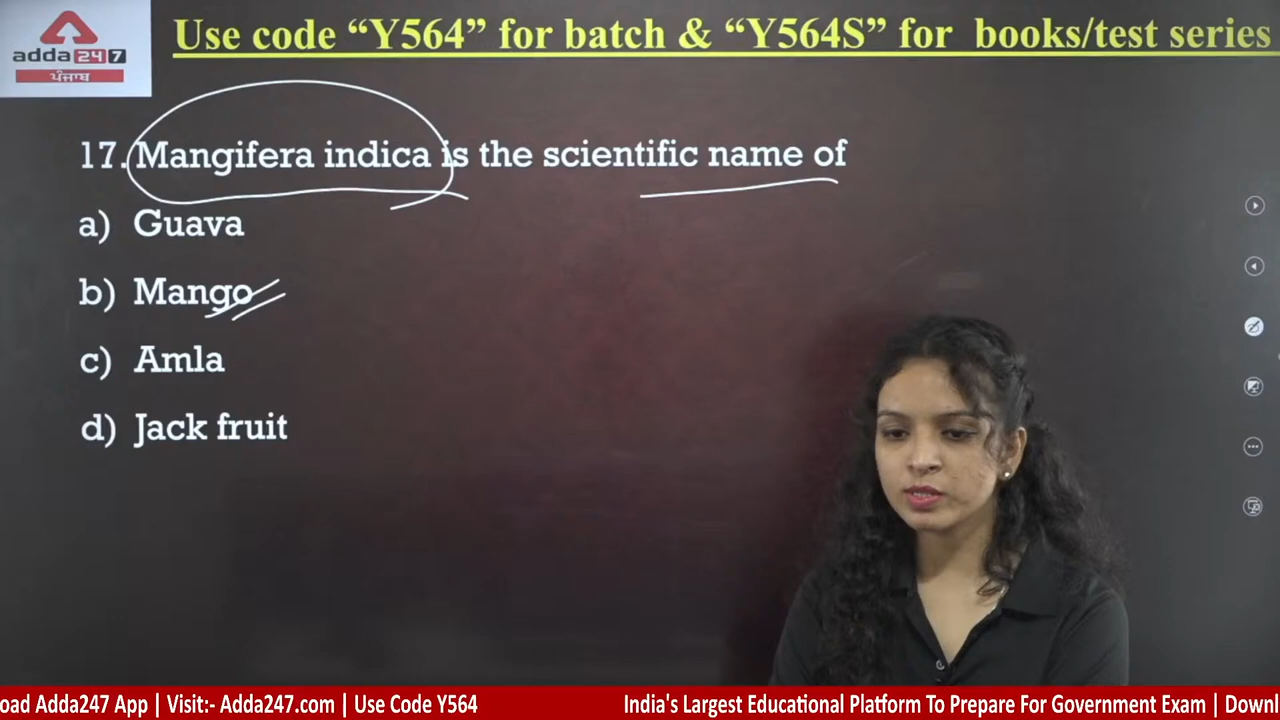 Use code “Y564” for batch & “Y564S” for books/test series
adda247
ਪੰਜਾਬ
17. Mangifera indica is the scientific name of
a) Guava
b) Mango
c) Amla
d) Jack fruit
oad Adda247 App | Visit:- Adda247.com | Use Code Y564 India's Largest Educational Platform To Prepare For Government Exam | Downl